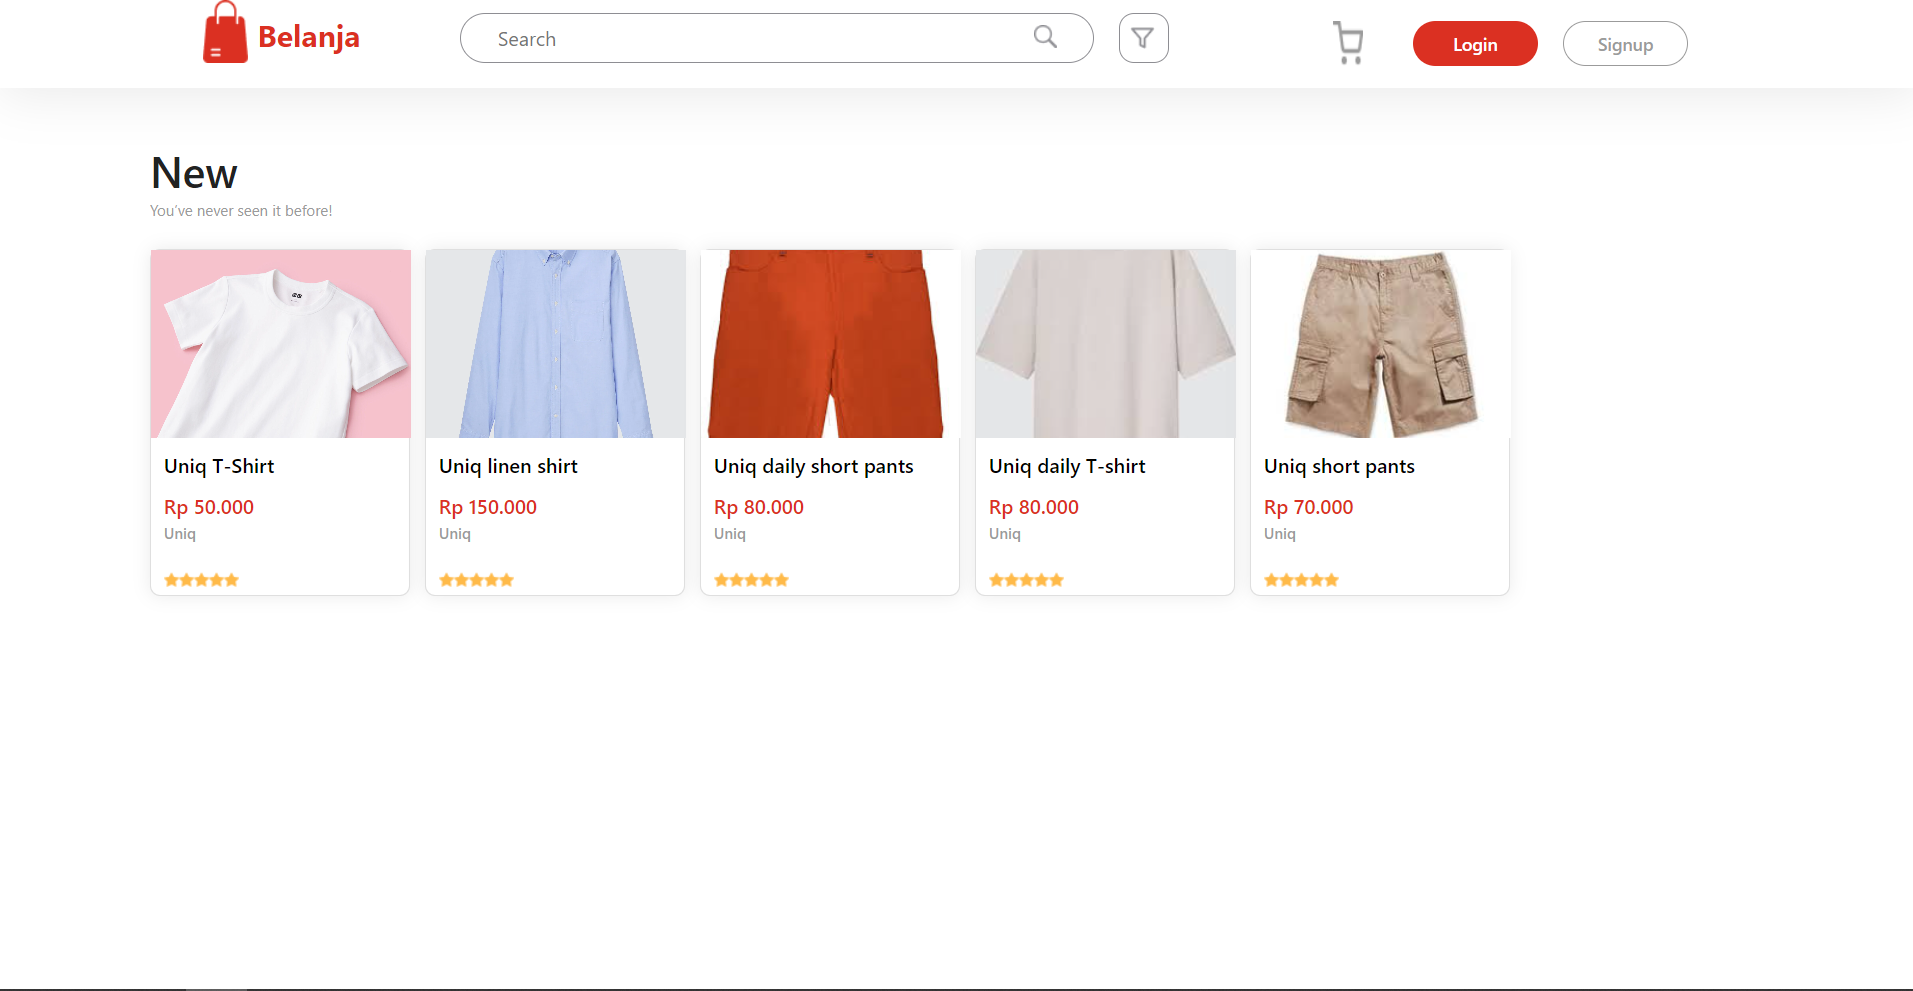 Belanja
Search
Login
Signup
New
You've never seen it before!
Uniq T-Shirt
Rp 50.000
Uniq
Uniq linen shirt
Rp 150.000
Uniq
Uniq daily short pants
Rp 80.000
Uniq
Uniq daily T-shirt
Rp 80.000
Uniq
Uniq short pants
Rp 70.000
Uniq